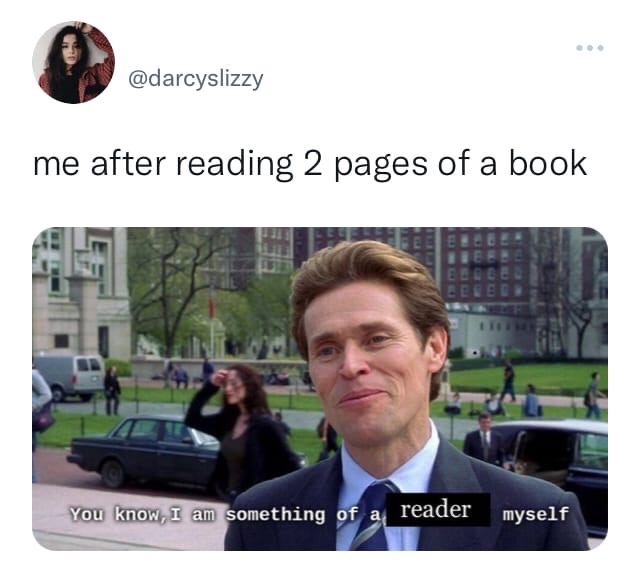 @darcyslizzy
me after reading 2 pages of a book
You know,I am something of a reader myself